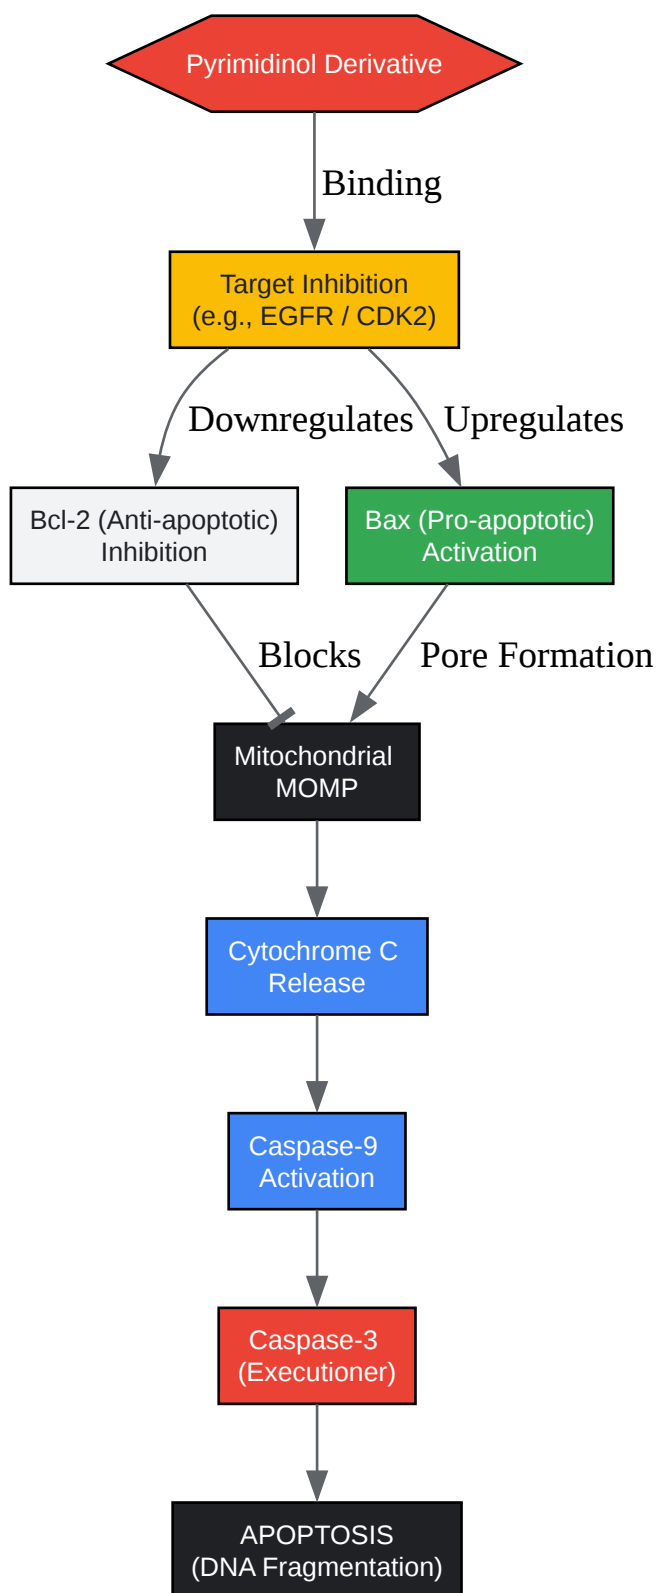 Pyrimidinol Derivative
Binding
Target Inhibition
(e.g., EGFR / CDK2)
Downregulates
Upregulates
Bcl-2 (Anti-apoptotic)
Inhibition
Bax (Pro-apoptotic)
Activation
Blocks
Pore Formation
Mitochondrial
MOMP
Cytochrome C
Release
Caspase-9
Activation
Caspase-3
(Executioner)
APOPTOSIS
(DNA Fragmentation)